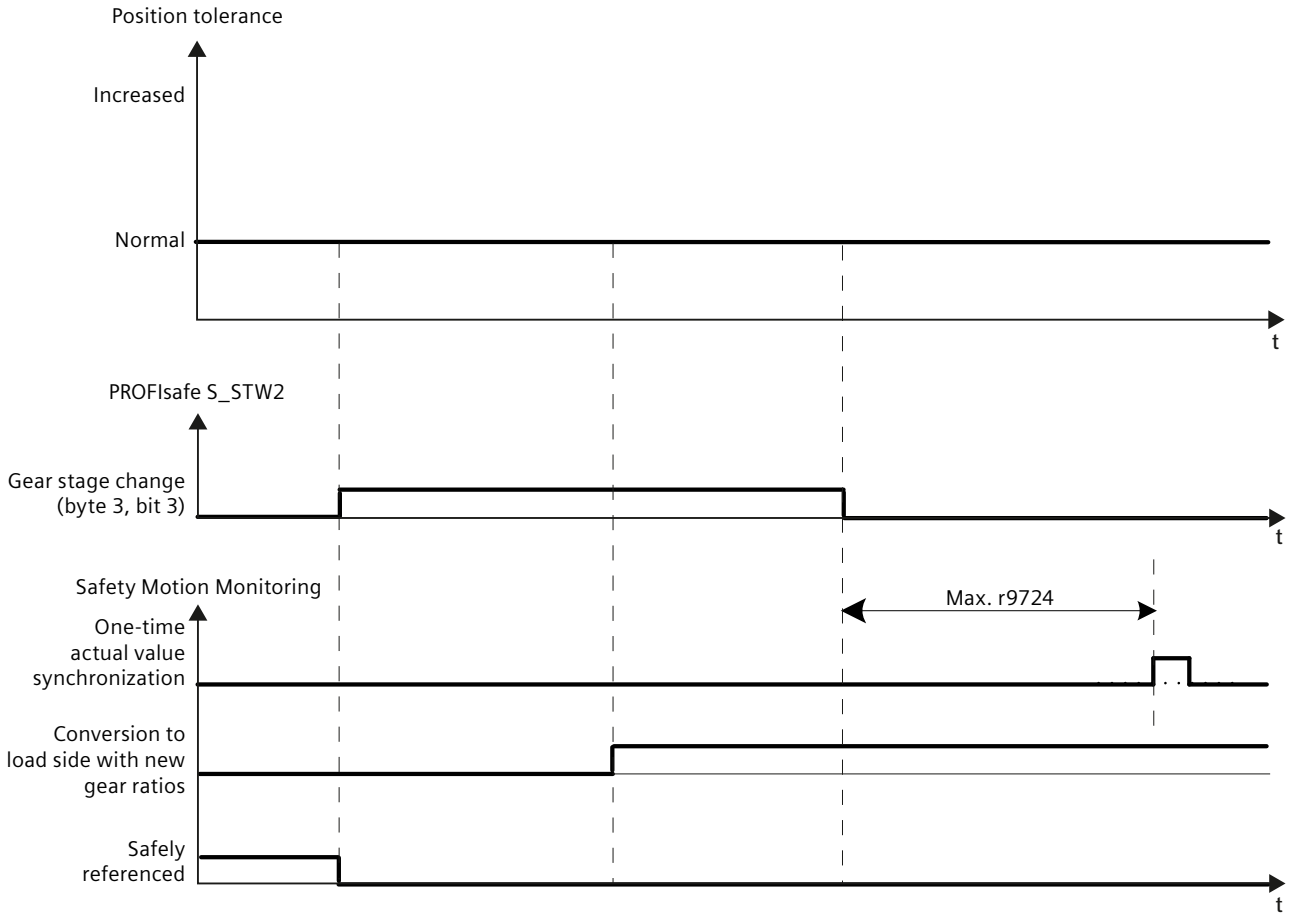 Position tolerance
Increased
Normal
t
PROFIsafe S_STW2
Gear stage change
(byte 3, bit 3)
t
Safety Motion Monitoring
Max. r9724
One-time
actual value
synchronization
Conversion to
load side with new
gear ratios
Safely
referenced
t